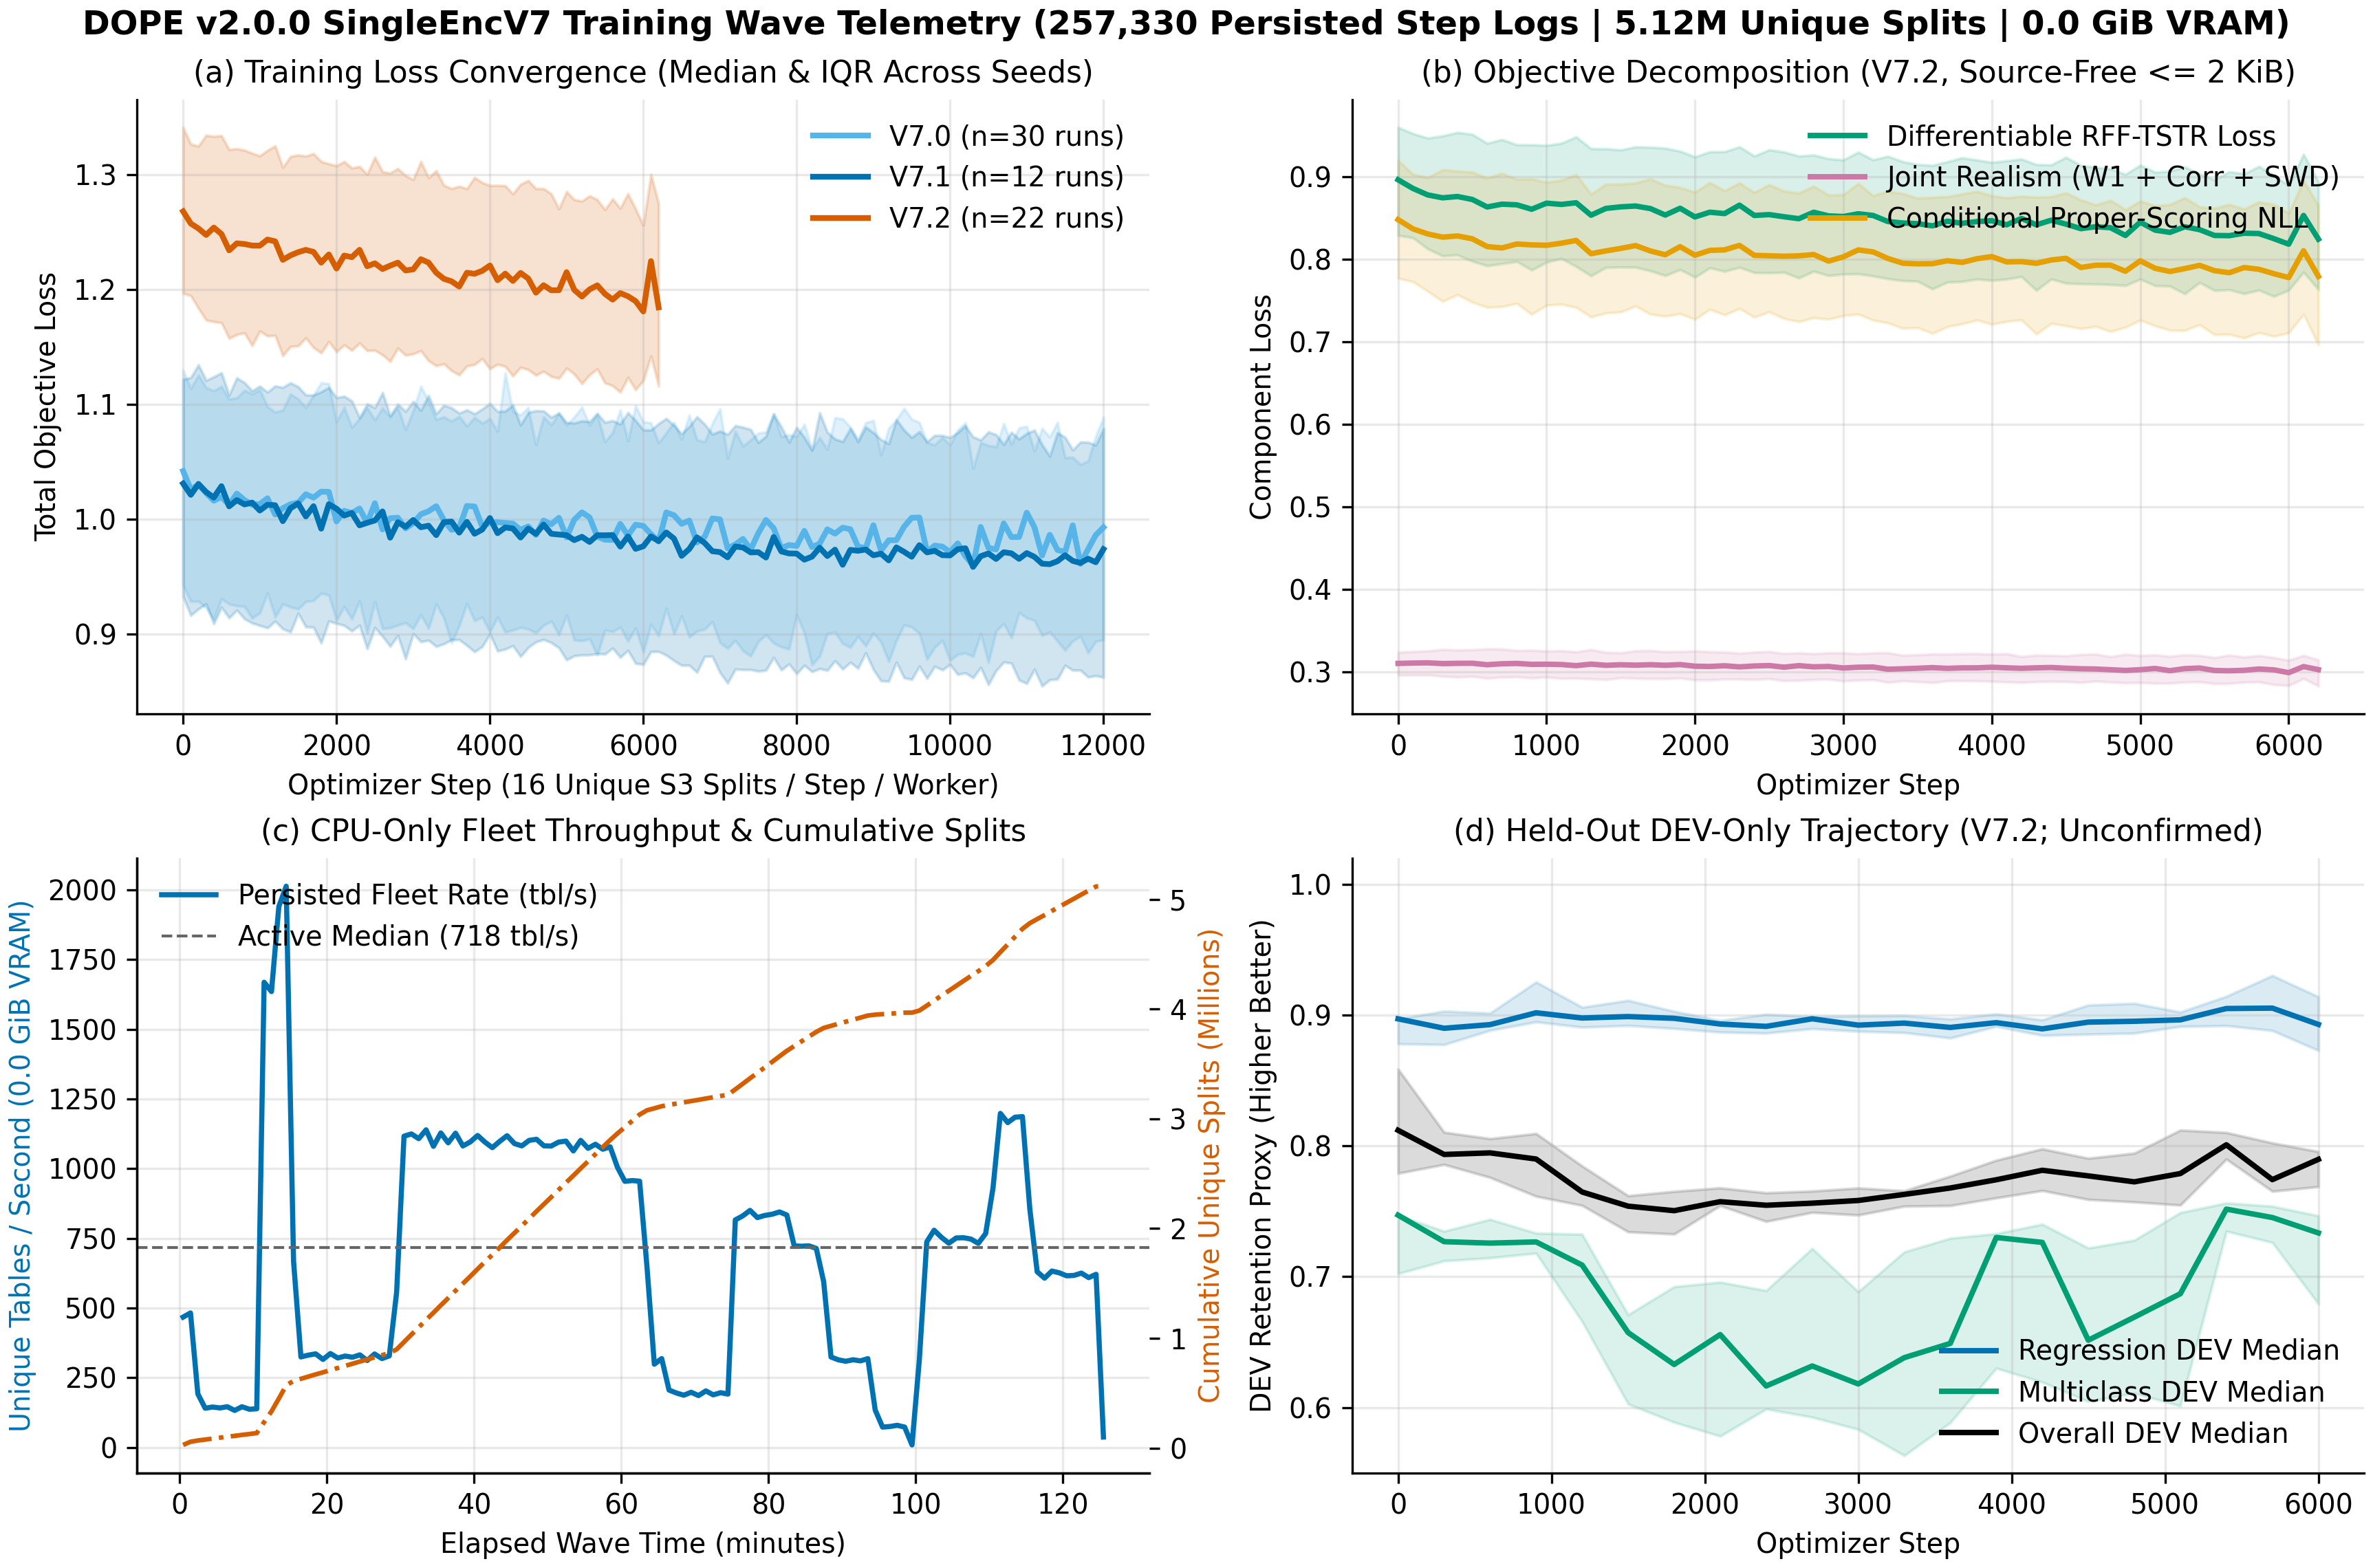 DOPE v2.0.0 SingleEncV7 Training Wave Telemetry (257,330 Persisted Step Logs | 5.12M Unique Splits | 0.0 GiB VRAM)
(a) Training Loss Convergence (Median & IQR Across Seeds)
V7.0 (n=30 runs)
V7.1 (n=12 runs)
V7.2 (n=22 runs)
Total Objective Loss
1.3
1.2
1.1
1.0
0.9
0 2000 4000 6000 8000 10000 12000
Optimizer Step (16 Unique S3 Splits / Step / Worker)
(b) Objective Decomposition (V7.2, Source-Free <= 2 KiB)
Differentiable RFF-TSTR Loss
Joint Realism (W1 + Corr + SWD)
Conditional Proper-Scoring NLL
Component Loss
0.9
0.8
0.7
0.6
0.5
0.4
0.3
0 1000 2000 3000 4000 5000 6000
Optimizer Step
(c) CPU-Only Fleet Throughput & Cumulative Splits
Persisted Fleet Rate (tbl/s)
Active Median (718 tbl/s)
Unique Tables / Second (0.0 GiB VRAM)
2000
1750
1500
1250
1000
750
500
250
0
5
4
3
2
1
0
Cumulative Unique Splits (Millions)
0 20 40 60 80 100 120
Elapsed Wave Time (minutes)
(d) Held-Out DEV-Only Trajectory (V7.2; Unconfirmed)
DEV Retention Proxy (Higher Better)
1.0
0.9
0.8
0.7
0.6
Regression DEV Median
Multiclass DEV Median
Overall DEV Median
0 1000 2000 3000 4000 5000 6000
Optimizer Step